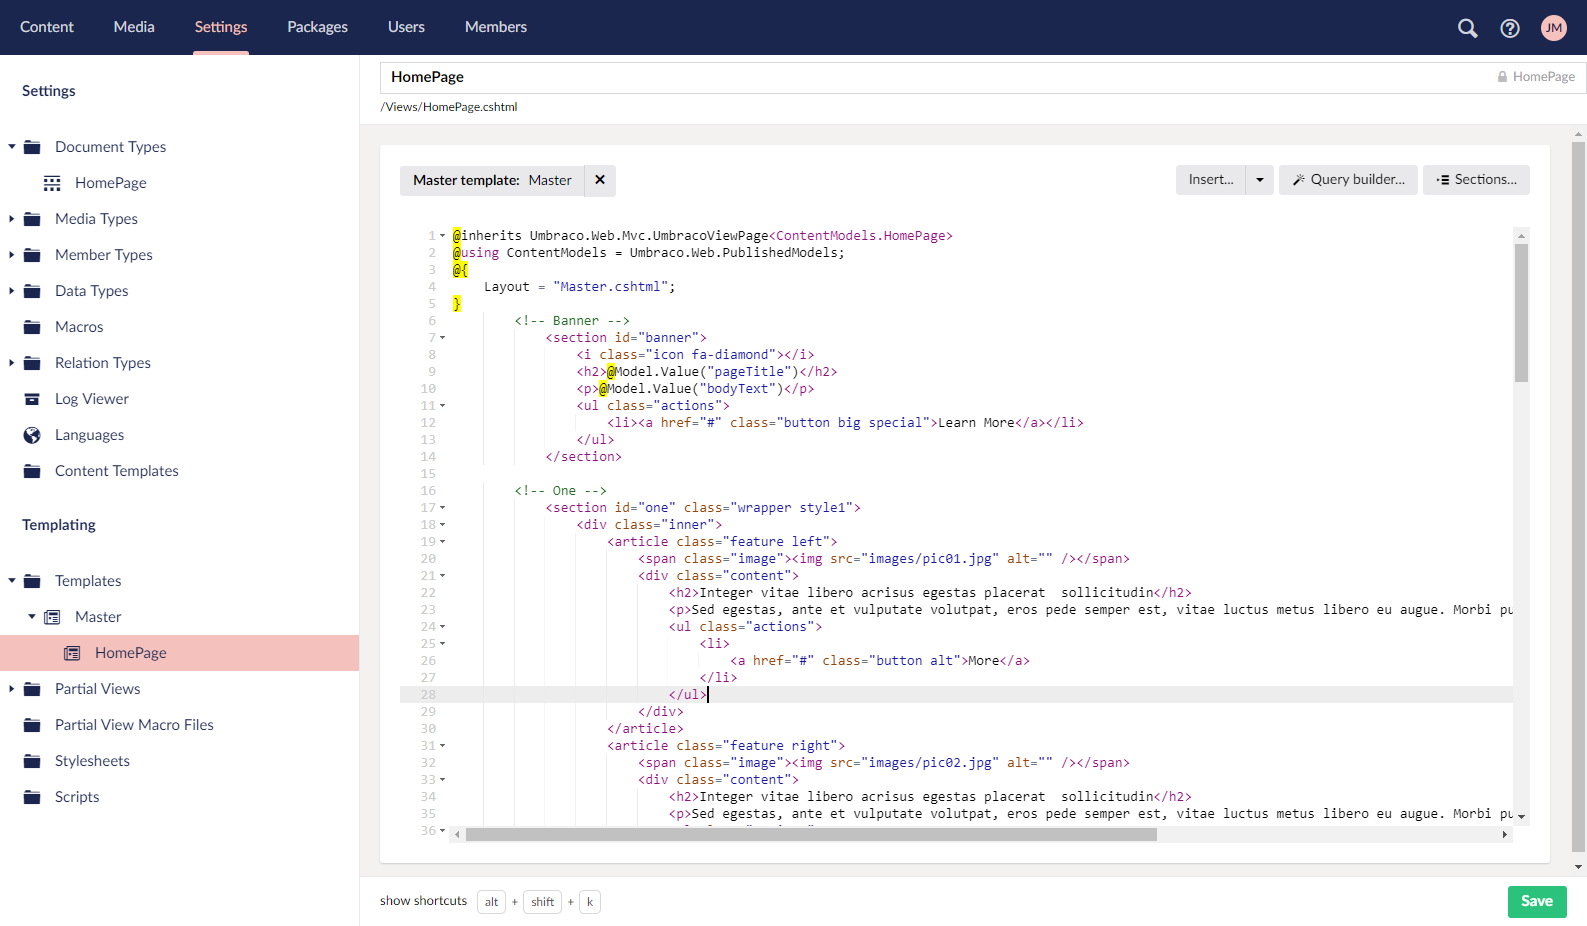 Content Media Settings Packages Users Members JM
Settings
Document Types
HomePage
Media Types
Member Types
Data Types
Macros
Relation Types
Log Viewer
Languages
Content Templates
Templating
Templates
Master
HomePage
Partial Views
Partial View Macro Files
Stylesheets
Scripts
HomePage HomePage
/Views/HomePage.cshtml
Master template: Master ✕ Insert... Query builder... Sections...
1 @inherits Umbraco.Web.Mvc.UmbracoViewPage<ContentModels.HomePage>
2 @using ContentModels = Umbraco.Web.PublishedModels;
3 @{
4 Layout = "Master.cshtml";
5 }
6 <!-- Banner -->
7 <section id="banner">
8 <i class="icon fa-diamond"></i>
9 <h2>@Model.Value("pageTitle")</h2>
10 <p>@Model.Value("bodyText")</p>
11 <ul class="actions">
12 <li><a href="#" class="button big special">Learn More</a></li>
13 </ul>
14 </section>
15
16 <!-- One -->
17 <section id="one" class="wrapper style1">
18 <div class="inner">
19 <article class="feature left">
20 <span class="image"><img src="images/pic01.jpg" alt="" /></span>
21 <div class="content">
22 <h2>Integer vitae libero acrisus egestas placerat  sollicitudin</h2>
23 <p>Sed egestas, ante et vulputate volutpat, eros pede semper est, vitae luctus metus libero eu augue. Morbi pu
24 <ul class="actions">
25 <li>
26 <a href="#" class="button alt">More</a>
27 </li>
28 </ul>
29 </div>
30 </article>
31 <article class="feature right">
32 <span class="image"><img src="images/pic02.jpg" alt="" /></span>
33 <div class="content">
34 <h2>Integer vitae libero acrisus egestas placerat  sollicitudin</h2>
35 <p>Sed egestas, ante et vulputate volutpat, eros pede semper est, vitae luctus metus libero eu augue. Morbi pu
36
show shortcuts alt + shift + k Save